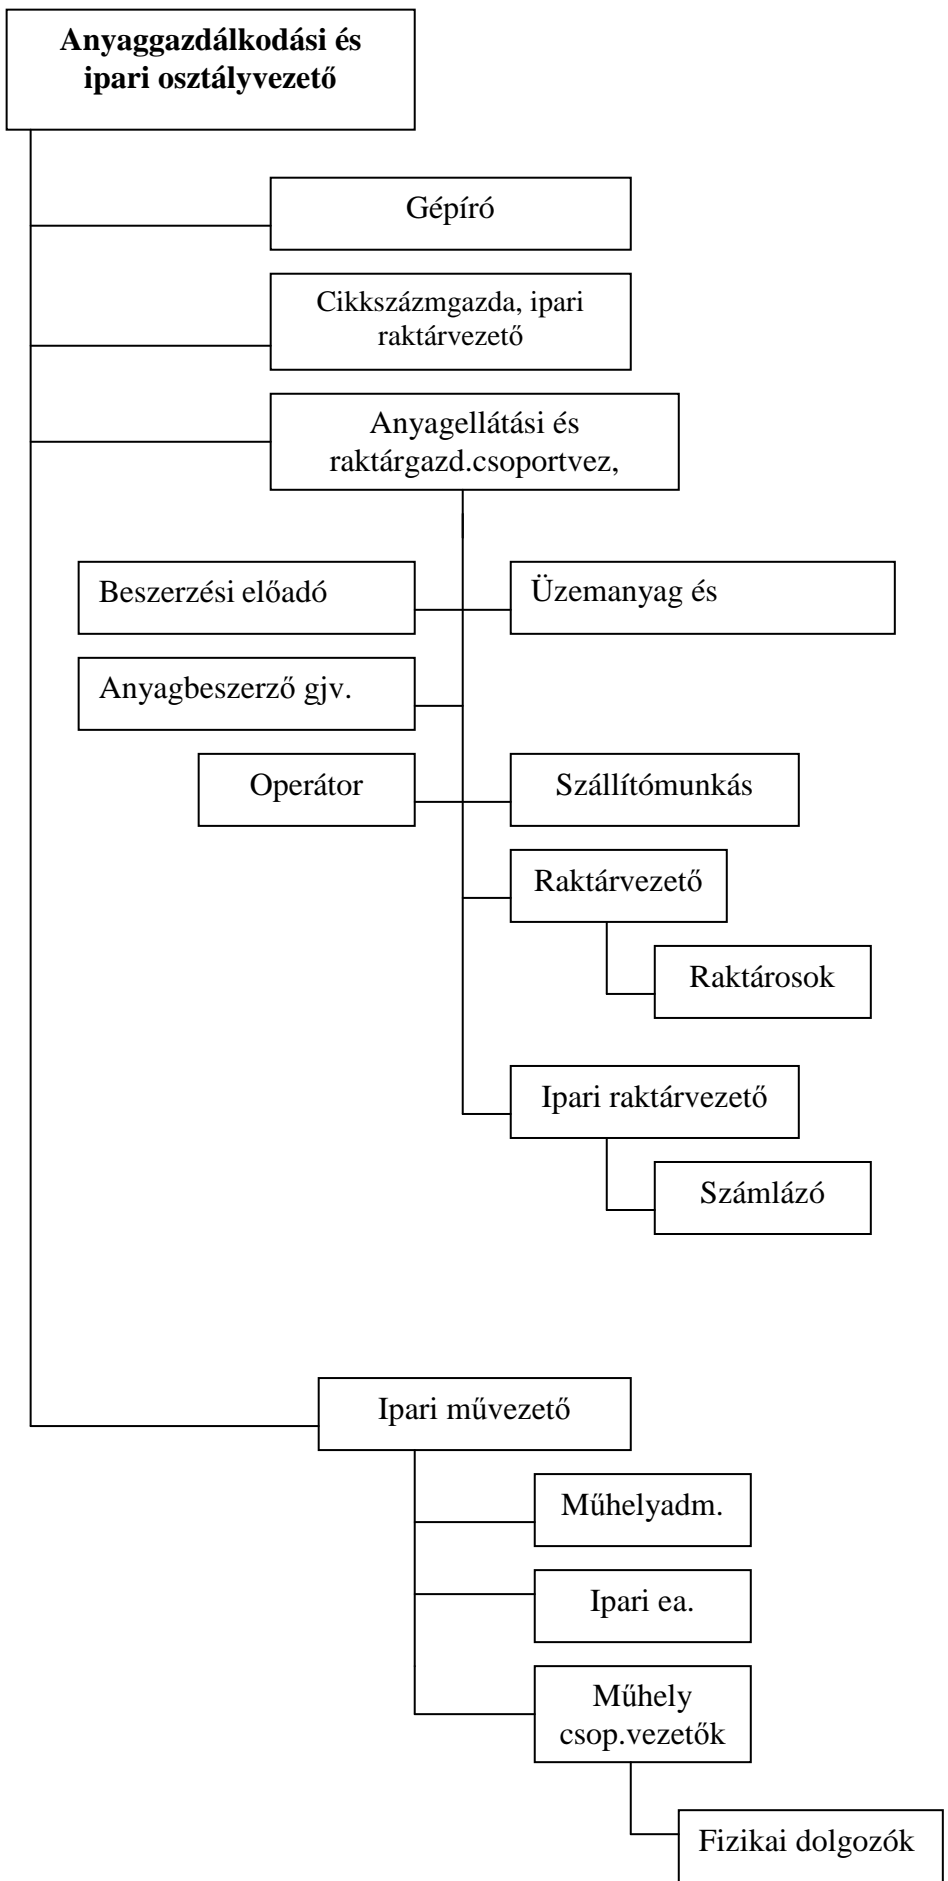 Anyaggazdálkodási és
ipari osztályvezető
Gépíró
Cikkszázmgazda, ipari
raktárvezető
Anyagellátási és
raktárgazd.csoportvez,
Beszerzési előadó
Üzemanyag és
Anyagbeszerző gjv.
Operátor
Szállítómunkás
Raktárvezető
Raktárosok
Ipari raktárvezető
Számlázó
Ipari művezető
Műhelyadm.
Ipari ea.
Műhely
csop.vezetők
Fizikai dolgozók